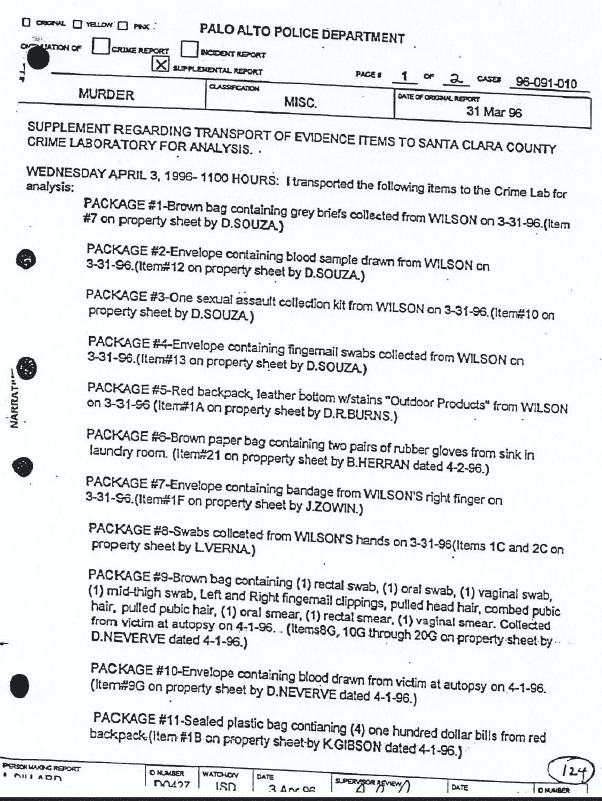 ORIGINAL YELLOW PINK
PALO ALTO POLICE DEPARTMENT
CRIME REPORT INCIDENT REPORT
X SUPPLEMENTAL REPORT
PAGE # 1 OF 2 CASE# 96-091-010
MURDER
CLASSIFICATION
MISC.
DATE OF ORIGINAL REPORT
31 Mar 96
SUPPLEMENT REGARDING TRANSPORT OF EVIDENCE ITEMS TO SANTA CLARA COUNTY
CRIME LABORATORY FOR ANALYSIS. .
WEDNESDAY APRIL 3, 1996- 1100 HOURS: I transported the following items to the Crime Lab for
analysis:
PACKAGE #1-Brown bag containing grey briefs collected from WILSON on 3-31-96.(Item
#7 on property sheet by D.SOUZA.)
PACKAGE #2-Envelope containing blood sample drawn from WILSON on
3-31-96.(Item#12 on property sheet by D.SOUZA.)
PACKAGE #3-One sexual assault collection kit from WILSON on 3-31-96.(Item#10 on
property sheet by D.SOUZA.)
PACKAGE #4-Envelope containing fingernail swabs collected from WILSON on
3-31-96.(Item#13 on property sheet by D.SOUZA.)
PACKAGE #5-Red backpack, leather bottom w/stains "Outdoor Products" from WILSON
on 3-31-96 (Item#1A on property sheet by D.R.BURNS.)
PACKAGE #6-Brown paper bag containing two pairs of rubber gloves from sink in
laundry room. (Item#21 on propperty sheet by B.HERRAN dated 4-2-96.)
PACKAGE #7-Envelope containing bandage from WILSON'S right finger on
3-31-96.(Item#1F on property sheet by J.ZOWIN.)
PACKAGE #8-Swabs collceted from WILSON'S hands on 3-31-96(Items 1C and 2C on
property sheet by L.VERNA.)
PACKAGE #9-Brown bag containing (1) rectal swab, (1) oral swab, (1) vaginal swab,
(1) mid-thigh swab, Left and Right fingernail clippings, pulled head hair, combed pubic
hair, pulled pubic hair, (1) oral smear, (1) rectal smear, (1) vaginal smear. Collected
from victim at autopsy on 4-1-96. . (Items8G, 10G through 20G on property sheet by
D.NEVERVE dated 4-1-96.)
PACKAGE #10-Envelope containing blood drawn from victim at autopsy on 4-1-96.
(Item#9G on property sheet by D.NEVERVE dated 4-1-96.)
PACKAGE #11-Sealed plastic bag contianing (4) one hundred dollar bills from red
backpack.(Item #1B on property sheet by K.GIBSON dated 4-1-96.)
124
PERSON MAKING REPORT ID NUMBER WATCH/DIV DATE SUPERVISOR REVIEW DATE ID NUMBER
D0427 ISD 3 Apr 96